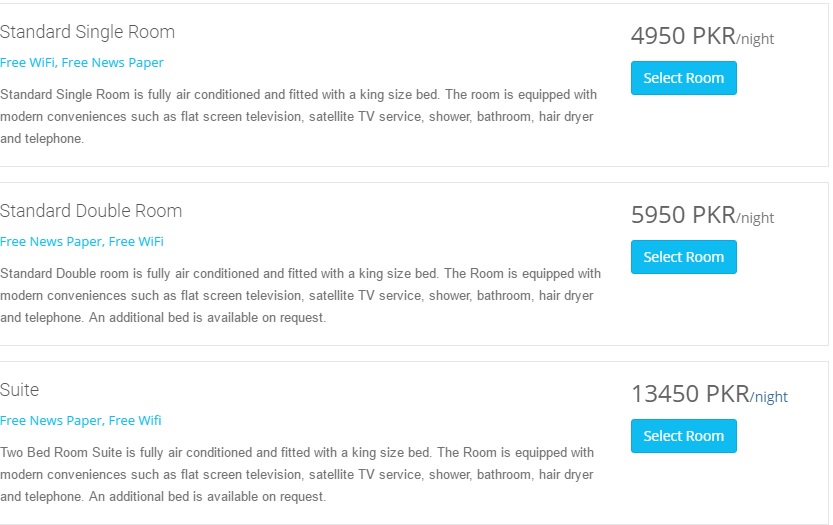 Standard Single Room
4950 PKR/night
Free WiFi, Free News Paper
Select Room
Standard Single Room is fully air conditioned and fitted with a king size bed. The room is equipped with
modern conveniences such as flat screen television, satellite TV service, shower, bathroom, hair dryer
and telephone.
Standard Double Room
5950 PKR/night
Free News Paper, Free WiFi
Select Room
Standard Double room is fully air conditioned and fitted with a king size bed. The Room is equipped with
modern conveniences such as flat screen television, satellite TV service, shower, bathroom, hair dryer
and telephone. An additional bed is available on request.
Suite
13450 PKR/night
Free News Paper, Free Wifi
Select Room
Two Bed Room Suite is fully air conditioned and fitted with a king size bed. The Room is equipped with
modern conveniences such as flat screen television, satellite TV service, shower, bathroom, hair dryer
and telephone. An additional bed is available on request.